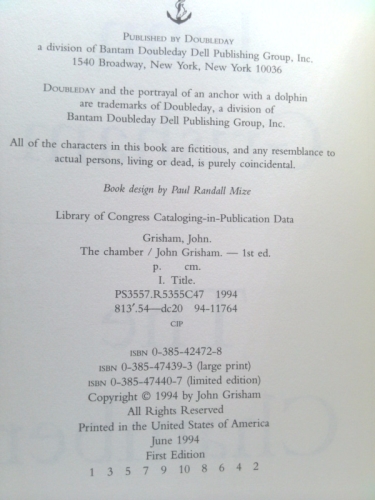 Published by Doubleday
a division of Bantam Doubleday Dell Publishing Group, Inc.
1540 Broadway, New York, New York 10036
Doubleday and the portrayal of an anchor with a dolphin
are trademarks of Doubleday, a division of
Bantam Doubleday Dell Publishing Group, Inc.
All of the characters in this book are fictitious, and any resemblance to
actual persons, living or dead, is purely coincidental.
Book design by Paul Randall Mize
Library of Congress Cataloging-in-Publication Data
Grisham, John.
The chamber / John Grisham. — 1st ed.
p. cm.
I. Title.
PS3557.R5355C47 1994
813'.54—dc20 94-11764
CIP
ISBN 0-385-42472-8
ISBN 0-385-47439-3 (large print)
ISBN 0-385-47440-7 (limited edition)
Copyright © 1994 by John Grisham
All Rights Reserved
Printed in the United States of America
June 1994
First Edition
1 3 5 7 9 10 8 6 4 2